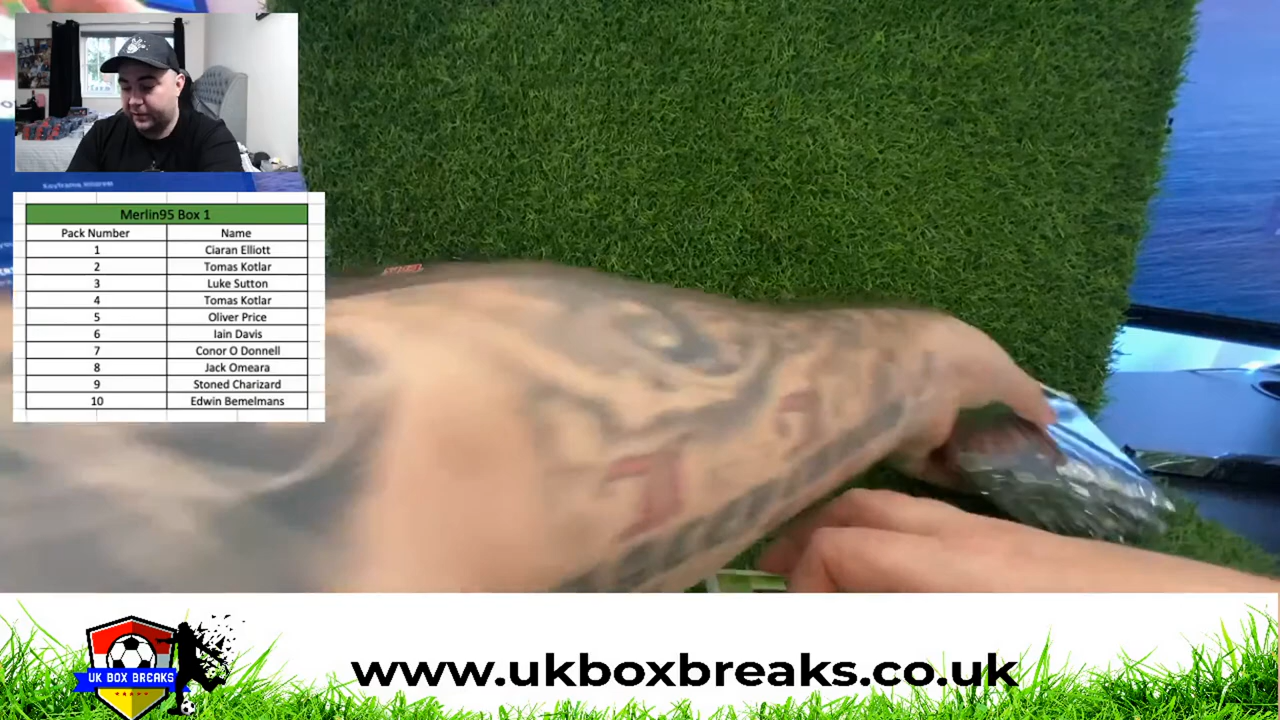 Merlin95 Box 1
Pack Number Name
1 Ciaran Elliott
2 Tomas Kotlar
3 Luke Sutton
4 Tomas Kotlar
5 Oliver Price
6 Iain Davis
7 Conor O Donnell
8 Jack Omeara
9 Stoned Charizard
10 Edwin Bemelmans
UK BOX BREAKS
www.ukboxbreaks.co.uk